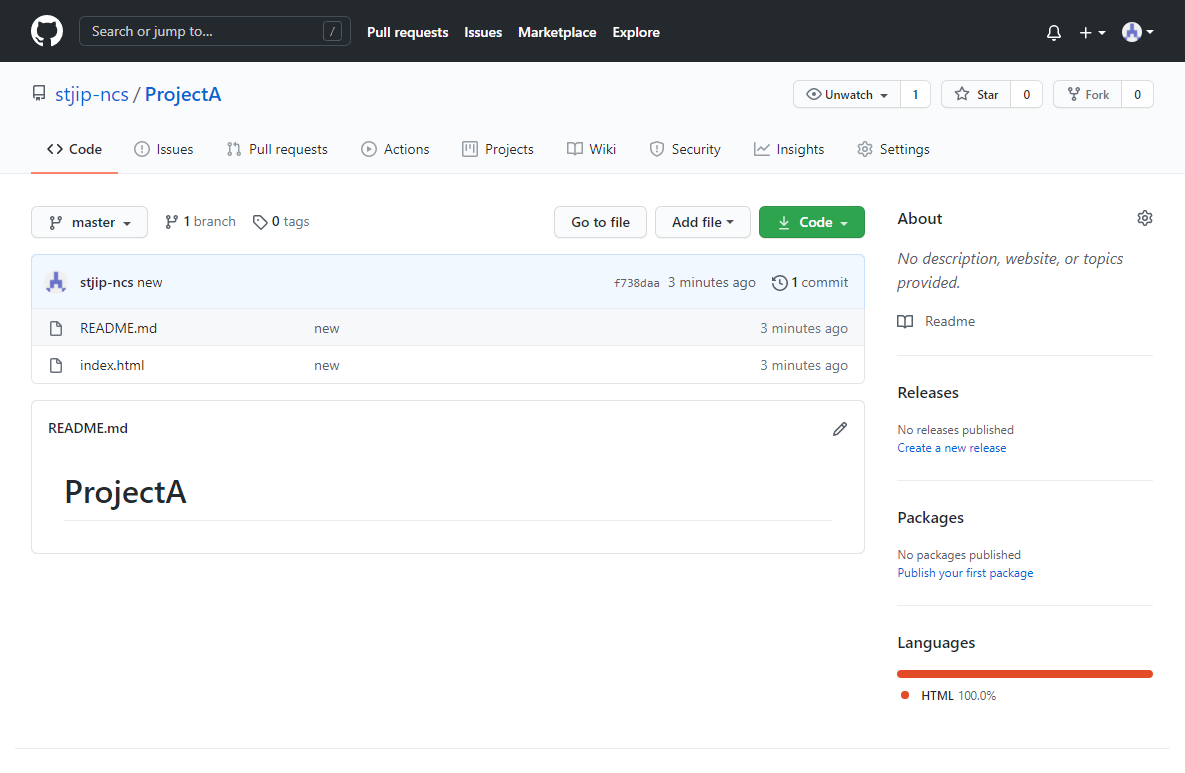 Search or jump to... / Pull requests Issues Marketplace Explore
stjip-ncs / ProjectA Unwatch 1 Star 0 Fork 0
Code Issues Pull requests Actions Projects Wiki Security Insights Settings
master 1 branch 0 tags Go to file Add file Code
stjip-ncs new f738daa 3 minutes ago 1 commit
README.md new 3 minutes ago
index.html new 3 minutes ago
README.md
ProjectA
About
No description, website, or topics
provided.
Readme
Releases
No releases published
Create a new release
Packages
No packages published
Publish your first package
Languages
HTML 100.0%